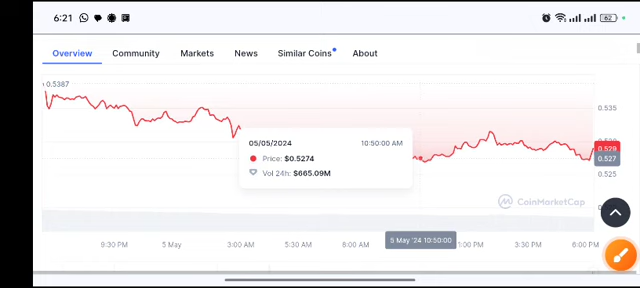 6:21
62
Overview Community Markets News Similar Coins About
0.5387
0.535
05/05/2024 10:50:00 AM
Price: $0.5274
Vol 24h: $665.09M
0.529
0.527
0.525
CoinMarketCap
9:30 PM 5 May 3:00 AM 5:30 AM 8:00 AM 5 May '24 10:50:00 1:00 PM 3:30 PM 6:00 PM